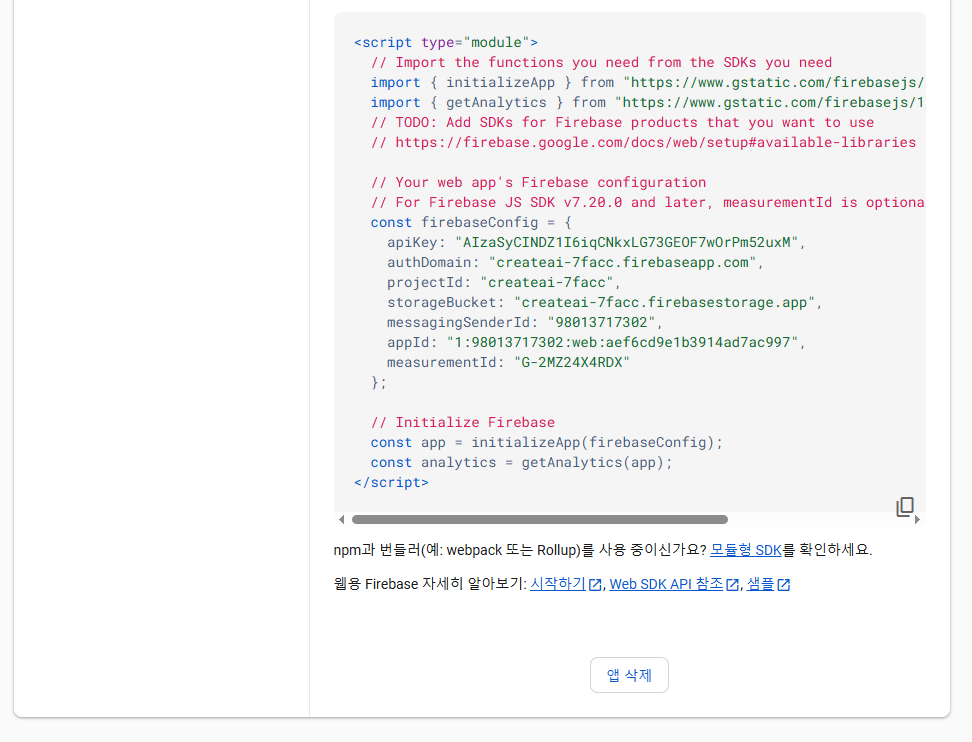 <script type="module">
// Import the functions you need from the SDKs you need
import { initializeApp } from "https://www.gstatic.com/firebasejs/
import { getAnalytics } from "https://www.gstatic.com/firebasejs/1
// TODO: Add SDKs for Firebase products that you want to use
// https://firebase.google.com/docs/web/setup#available-libraries
// Your web app's Firebase configuration
// For Firebase JS SDK v7.20.0 and later, measurementId is optiona
const firebaseConfig = {
apiKey: "AIzaSyCINDZ1I6iqCNkxLG73GEOF7wOrPm52uxM",
authDomain: "createai-7facc.firebaseapp.com",
projectId: "createai-7facc",
storageBucket: "createai-7facc.firebasestorage.app",
messagingSenderId: "98013717302",
appId: "1:98013717302:web:aef6cd9e1b3914ad7ac997",
measurementId: "G-2MZ24X4RDX"
};
// Initialize Firebase
const app = initializeApp(firebaseConfig);
const analytics = getAnalytics(app);
</script>
npm과 번들러(예: webpack 또는 Rollup)를 사용 중이신가요? 모듈형 SDK를 확인하세요.
웹용 Firebase 자세히 알아보기: 시작하기, Web SDK API 참조, 샘플
앱 삭제